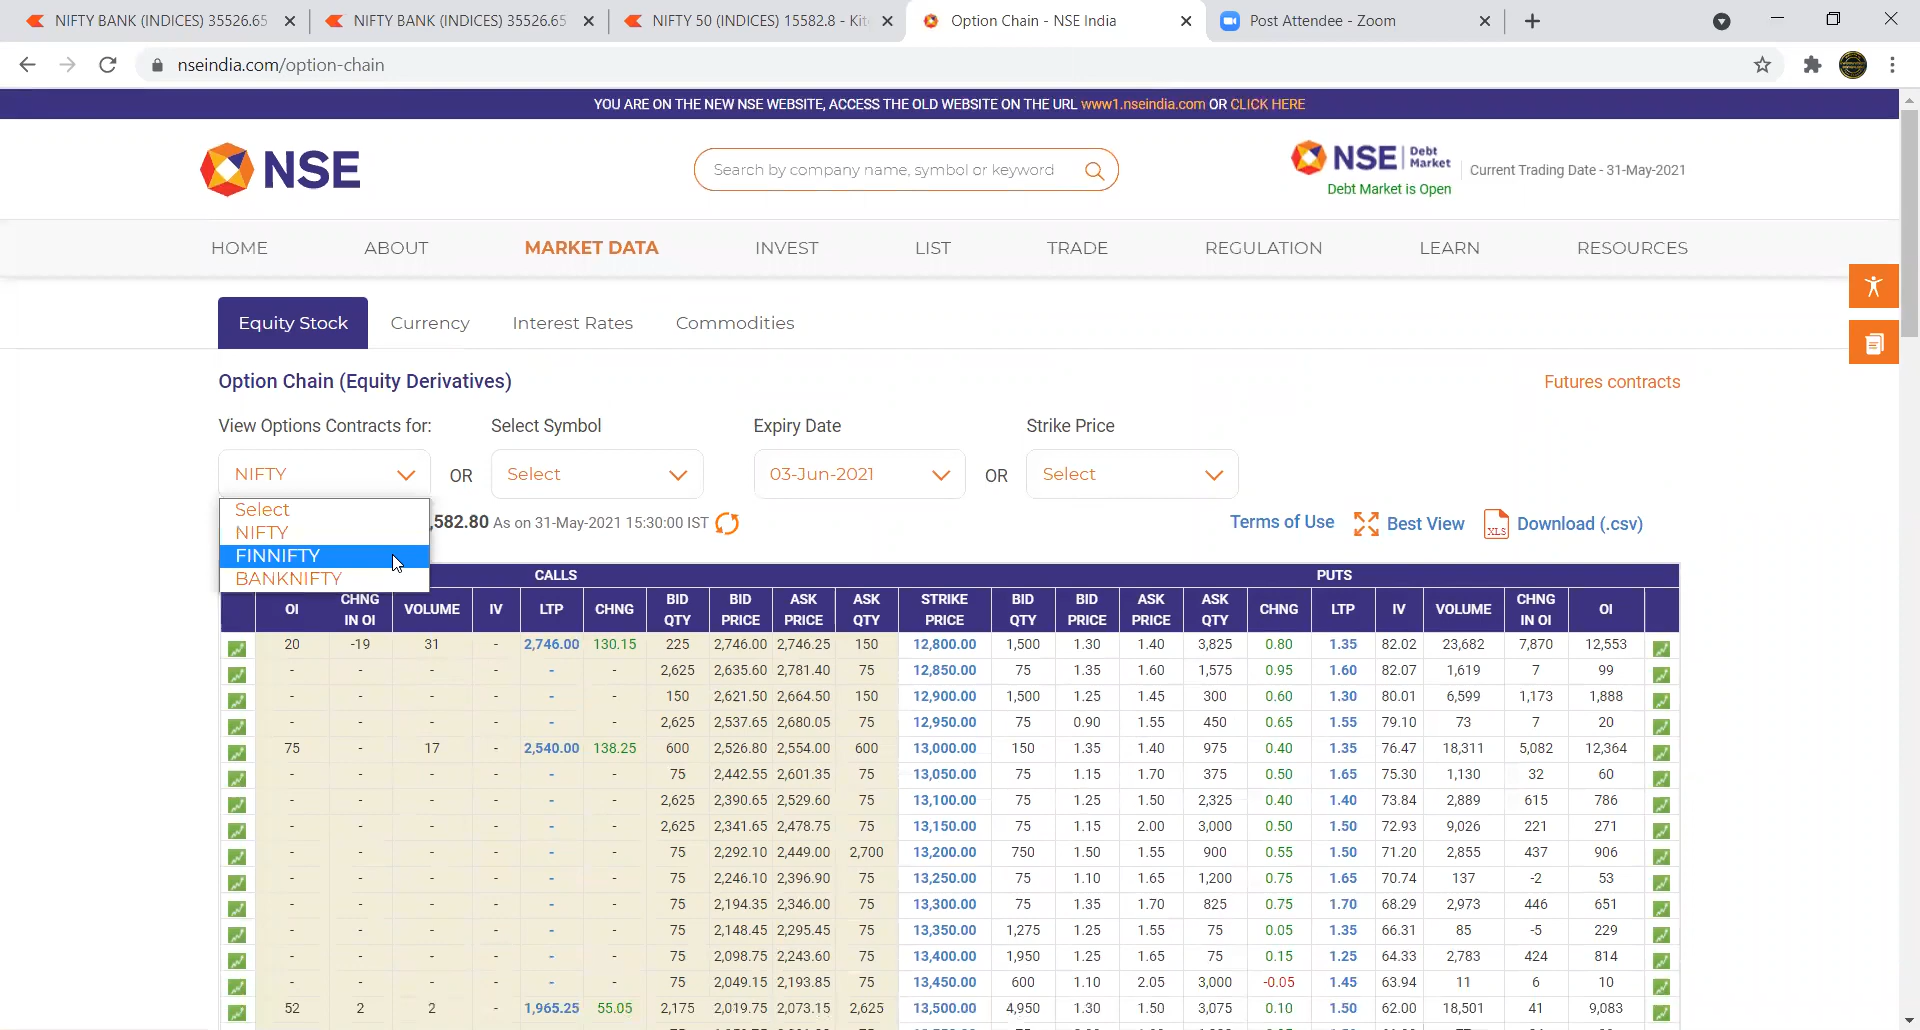 NIFTY BANK (INDICES) 35526.65
NIFTY BANK (INDICES) 35526.65
NIFTY 50 (INDICES) 15582.8 - Kit
Option Chain - NSE India
Post Attendee - Zoom
nseindia.com/option-chain
YOU ARE ON THE NEW NSE WEBSITE, ACCESS THE OLD WEBSITE ON THE URL www1.nseindia.com OR CLICK HERE
NSE
Search by company name, symbol or keyword
NSE Debt Market
Debt Market is Open
Current Trading Date - 31-May-2021
HOME ABOUT MARKET DATA INVEST LIST TRADE REGULATION LEARN RESOURCES
Equity Stock Currency Interest Rates Commodities
Option Chain (Equity Derivatives)
Futures contracts
View Options Contracts for: Select Symbol Expiry Date Strike Price
NIFTY OR Select 03-Jun-2021 OR Select
Select
NIFTY
FINNIFTY
BANKNIFTY
,582.80 As on 31-May-2021 15:30:00 IST
Terms of Use Best View XLS Download (.csv)
CALLS PUTS
OI CHNG IN OI VOLUME IV LTP CHNG BID QTY BID PRICE ASK PRICE ASK QTY STRIKE PRICE BID QTY BID PRICE ASK PRICE ASK QTY CHNG LTP IV VOLUME CHNG IN OI OI
20 -19 31 - 2,746.00 130.15 225 2,746.00 2,746.25 150 12,800.00 1,500 1.30 1.40 3,825 0.80 1.35 82.02 23,682 7,870 12,553
- - - - - - 2,625 2,635.60 2,781.40 75 12,850.00 75 1.35 1.60 1,575 0.95 1.60 82.07 1,619 7 99
- - - - - - 150 2,621.50 2,664.50 150 12,900.00 1,500 1.25 1.45 300 0.60 1.30 80.01 6,599 1,173 1,888
- - - - - - 2,625 2,537.65 2,680.05 75 12,950.00 75 0.90 1.55 450 0.65 1.55 79.10 73 7 20
75 - 17 - 2,540.00 138.25 600 2,526.80 2,554.00 600 13,000.00 150 1.35 1.40 975 0.40 1.35 76.47 18,311 5,082 12,364
- - - - - - 75 2,442.55 2,601.35 75 13,050.00 75 1.15 1.70 375 0.50 1.65 75.30 1,130 32 60
- - - - - - 2,625 2,390.65 2,529.60 75 13,100.00 75 1.25 1.50 2,325 0.40 1.40 73.84 2,889 615 786
- - - - - - 2,625 2,341.65 2,478.75 75 13,150.00 75 1.15 2.00 3,000 0.50 1.50 72.93 9,026 221 271
- - - - - - 75 2,292.10 2,449.00 2,700 13,200.00 750 1.50 1.55 900 0.55 1.50 71.20 2,855 437 906
- - - - - - 75 2,246.10 2,396.90 75 13,250.00 75 1.10 1.65 1,200 0.75 1.65 70.74 137 -2 53
- - - - - - 75 2,194.35 2,346.00 75 13,300.00 75 1.35 1.70 825 0.75 1.70 68.29 2,973 446 651
- - - - - - 75 2,148.45 2,295.45 75 13,350.00 1,275 1.25 1.55 75 0.05 1.35 66.31 85 -5 229
- - - - - - 75 2,098.75 2,243.60 75 13,400.00 1,950 1.25 1.65 75 0.15 1.25 64.33 2,783 424 814
- - - - - - 75 2,049.15 2,193.85 75 13,450.00 600 1.10 2.05 3,000 -0.05 1.45 63.94 11 6 10
52 2 2 - 1,965.25 55.05 2,175 2,019.75 2,073.15 2,625 13,500.00 4,950 1.30 1.50 3,075 0.10 1.50 62.00 18,501 41 9,083